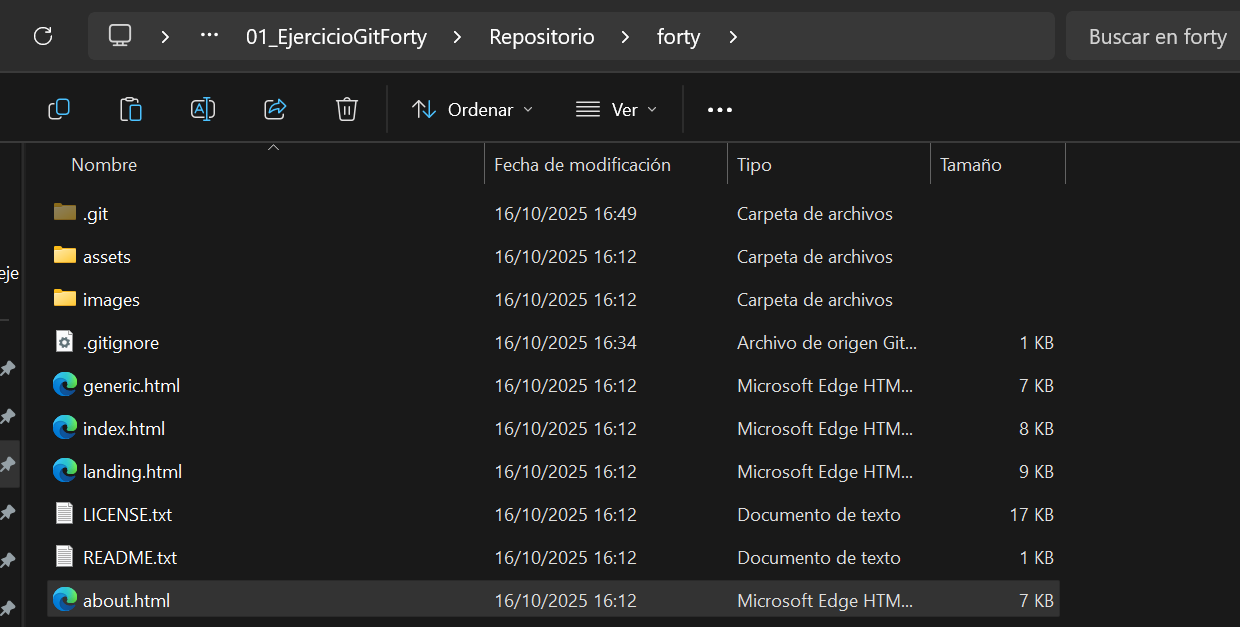 ··· 01_EjercicioGitForty Repositorio forty Buscar en forty
Ordenar Ver ···
Nombre Fecha de modificación Tipo Tamaño
.git 16/10/2025 16:49 Carpeta de archivos
assets 16/10/2025 16:12 Carpeta de archivos
eje
images 16/10/2025 16:12 Carpeta de archivos
.gitignore 16/10/2025 16:34 Archivo de origen Git... 1 KB
generic.html 16/10/2025 16:12 Microsoft Edge HTM... 7 KB
index.html 16/10/2025 16:12 Microsoft Edge HTM... 8 KB
landing.html 16/10/2025 16:12 Microsoft Edge HTM... 9 KB
LICENSE.txt 16/10/2025 16:12 Documento de texto 17 KB
README.txt 16/10/2025 16:12 Documento de texto 1 KB
about.html 16/10/2025 16:12 Microsoft Edge HTM... 7 KB